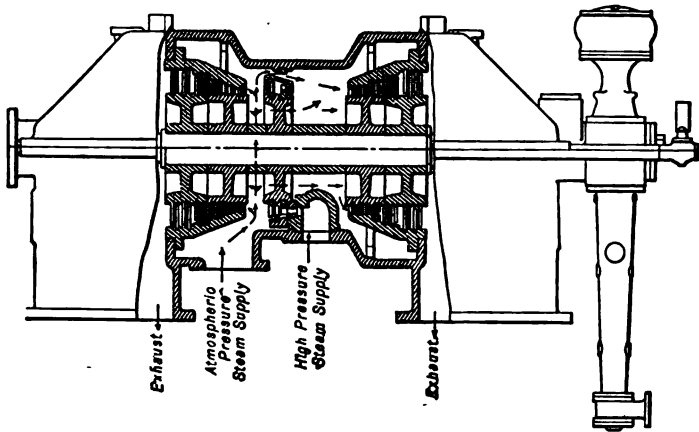 Exhaust
Atmospheric
Pressure
Steam Supply
High Pressure
Steam Supply
Exhaust